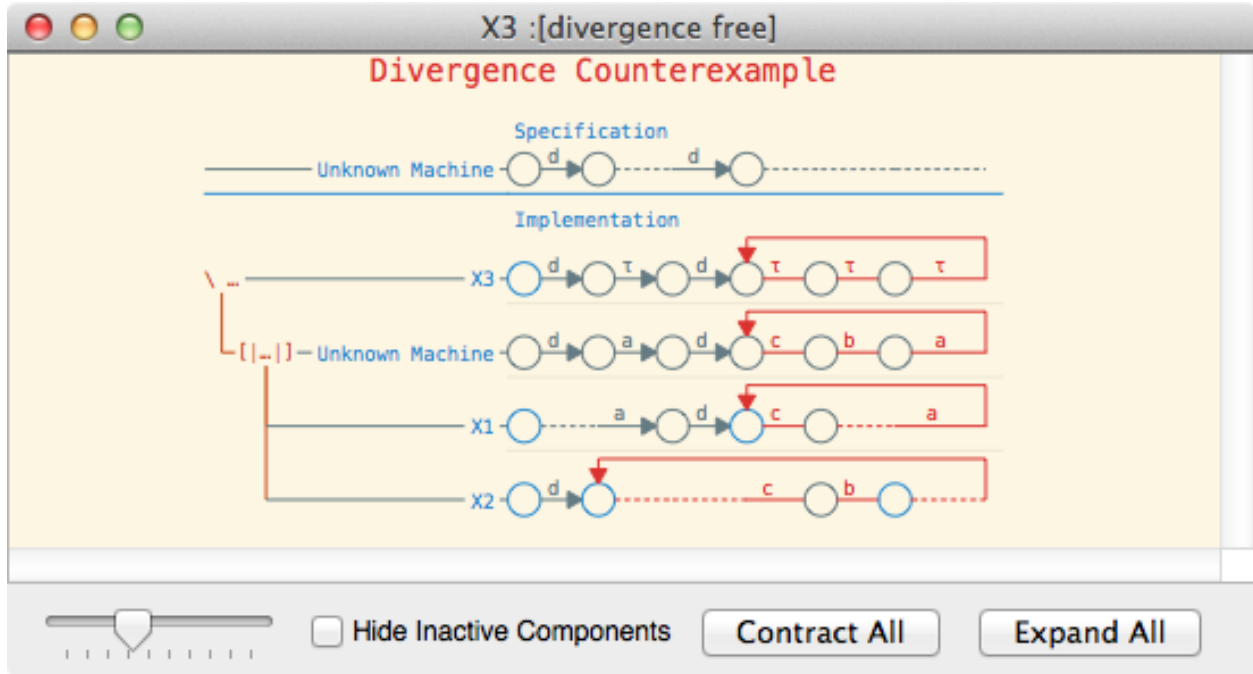 X3 :[divergence free]
Divergence Counterexample
Specification
Unknown Machine d d
Implementation
\ … X3 d τ d τ τ τ
[|…|] Unknown Machine d a d c b a
X1 a d c a
X2 d c b
Hide Inactive Components Contract All Expand All